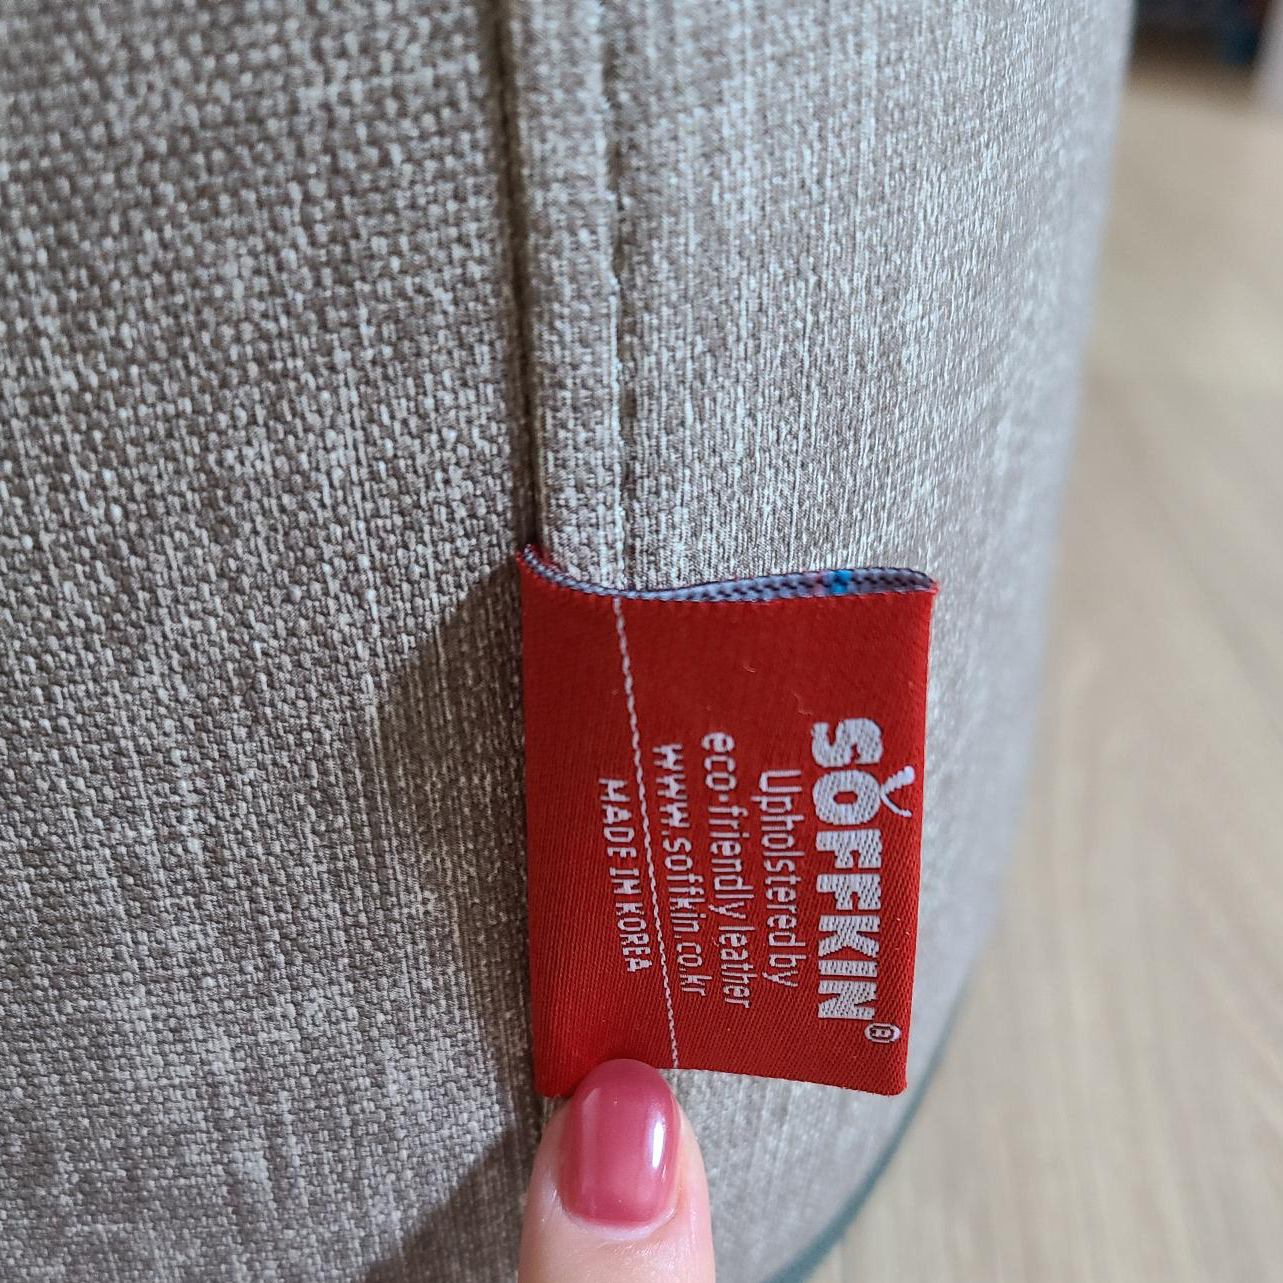 SOFFKIN®
Upholstered by
eco-friendly leather
www.soffkin.co.kr
MADE IN KOREA